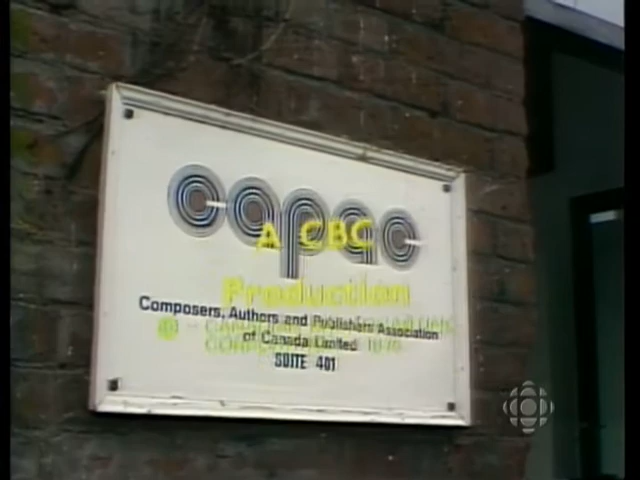 capac
A CBC
Production
Composers, Authors and Publishers Association
of Canada Limited
SUITE 401